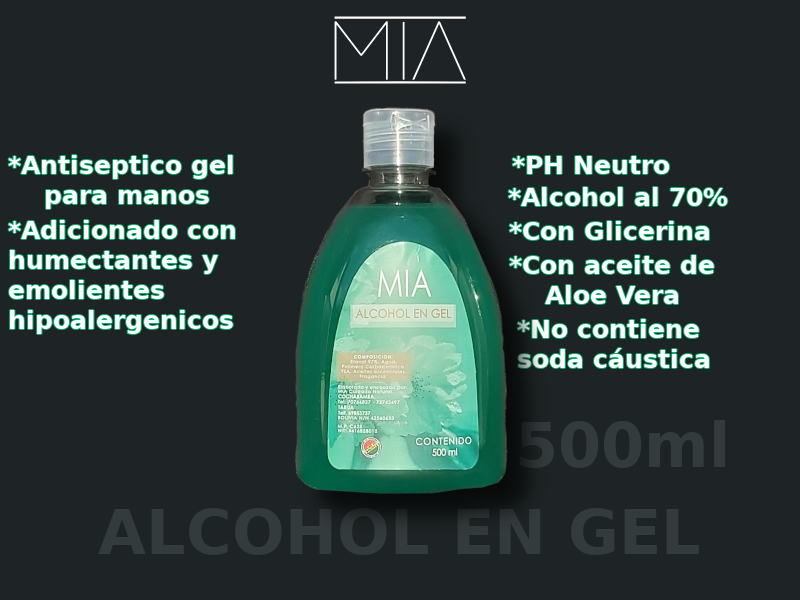 MIA
*Antiseptico gel
para manos
*Adicionado con
humectantes y
emolientes
hipoalergenicos
*PH Neutro
*Alcohol al 70%
*Con Glicerina
*Con aceite de
Aloe Vera
*No contiene
soda cáustica
MIA
ALCOHOL EN GEL
COMPOSICION:
COCHABAMBA
TARIJA
CONTENIDO
500 ml
500ml
ALCOHOL EN GEL